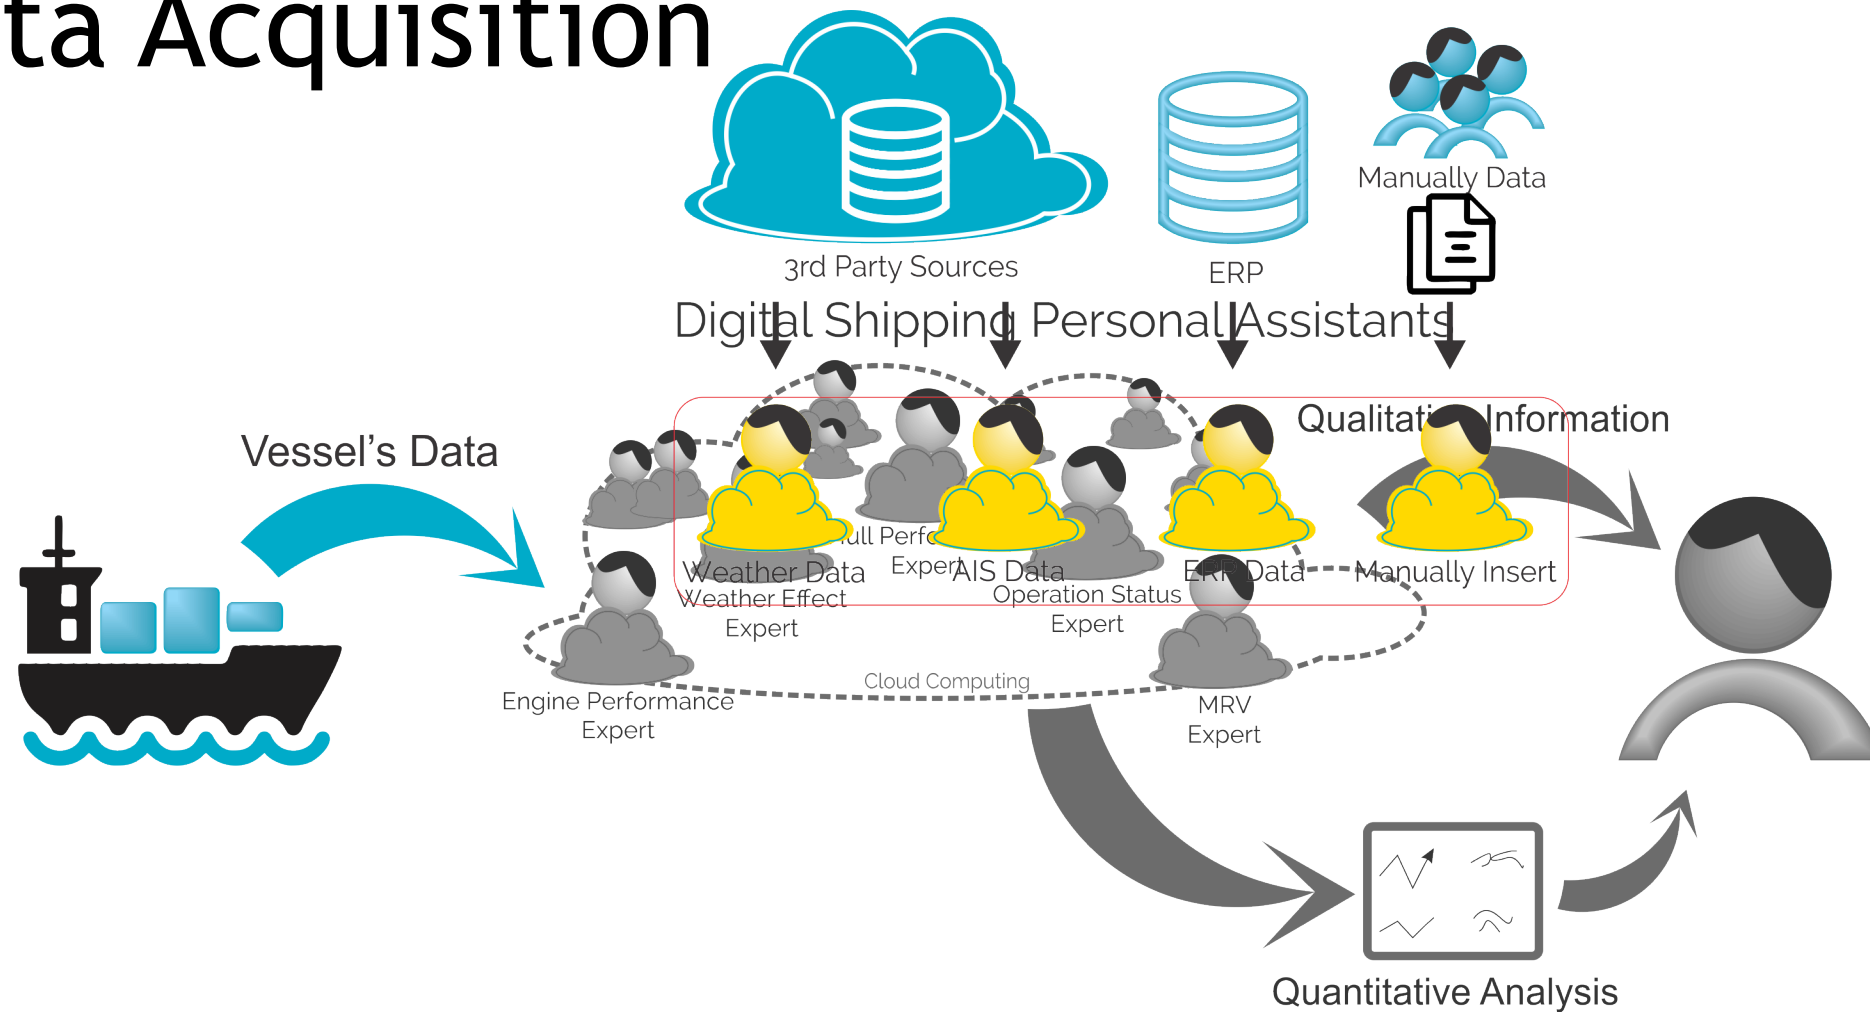 ta Acquisition
Manually Data
3rd Party Sources
ERP
Digital Shipping Personal Assistants
Qualitative Information
Vessel's Data
Expert
Weather Data
AIS Data
ERP Data
Manually Insert
Weather Effect
Expert
Operation Status
Expert
Cloud Computing
Engine Performance
Expert
MRV
Expert
Quantitative Analysis